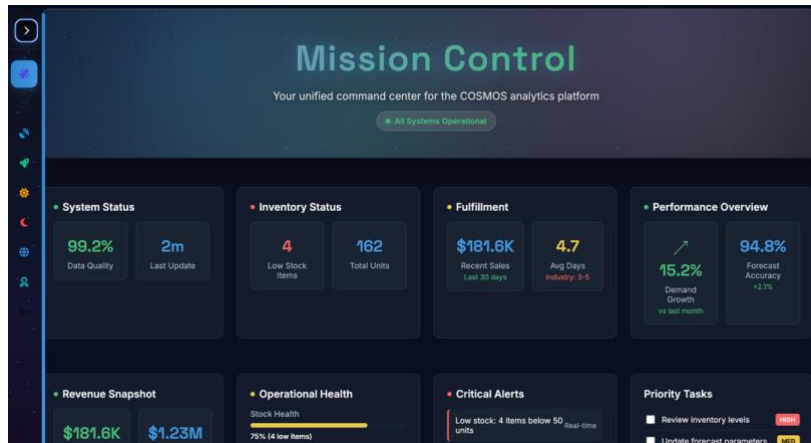 Mission Control
Your unified command center for the COSMOS analytics platform
All Systems Operational
System Status
99.2%
Data Quality
2m
Last Update
Inventory Status
4
Low Stock
Items
162
Total Units
Fulfillment
$181.6K
Recent Sales
Last 30 days
4.7
Avg Days
Industry: 3-5
Performance Overview
15.2%
Demand
Growth
vs last month
94.8%
Forecast
Accuracy
+2.1%
Revenue Snapshot
$181.6K
$1.23M
Operational Health
Stock Health
75% (4 low items)
Critical Alerts
Low stock: 4 items below 50
units
Real-time
Priority Tasks
Review inventory levels
HIGH
Update forecast parameters
MED